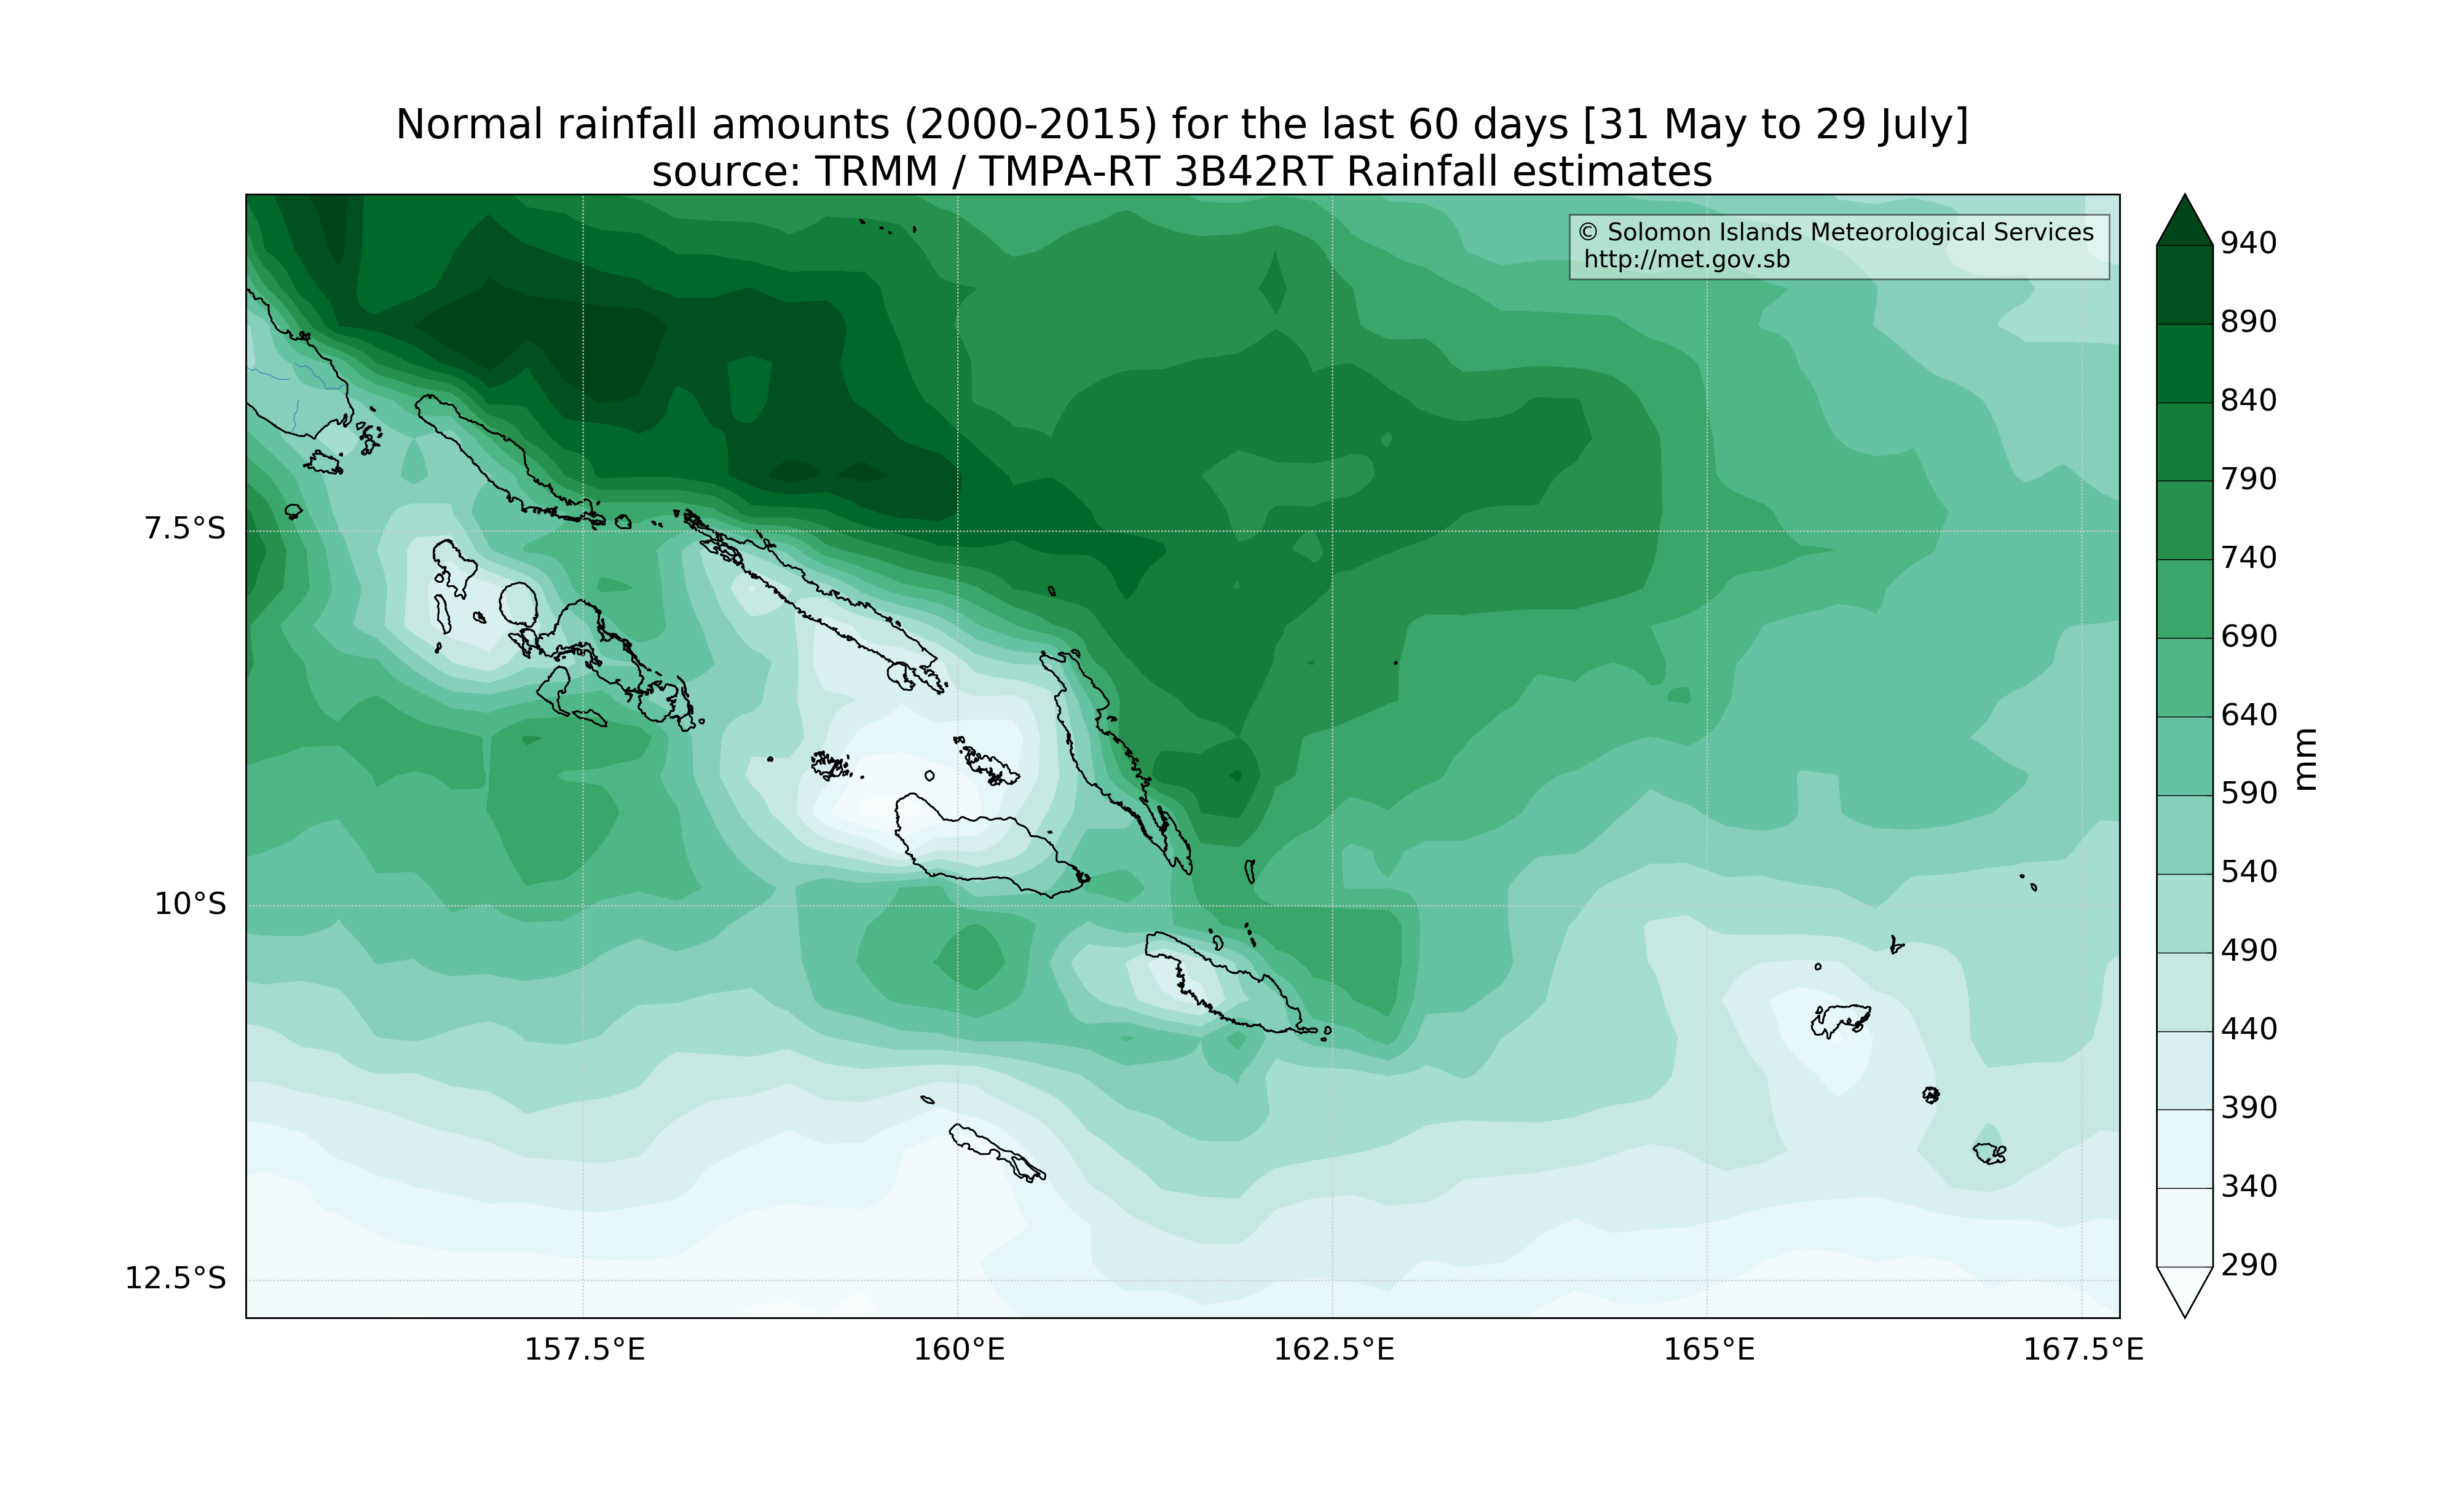 Normal rainfall amounts (2000-2015) for the last 60 days [31 May to 29 July]
source: TRMM / TMPA-RT 3B42RT Rainfall estimates
© Solomon Islands Meteorological Services
http://met.gov.sb
7.5°S
10°S
12.5°S
157.5°E
160°E
162.5°E
165°E
167.5°E
940
890
840
790
740
690
640
590
540
490
440
390
340
290
mm